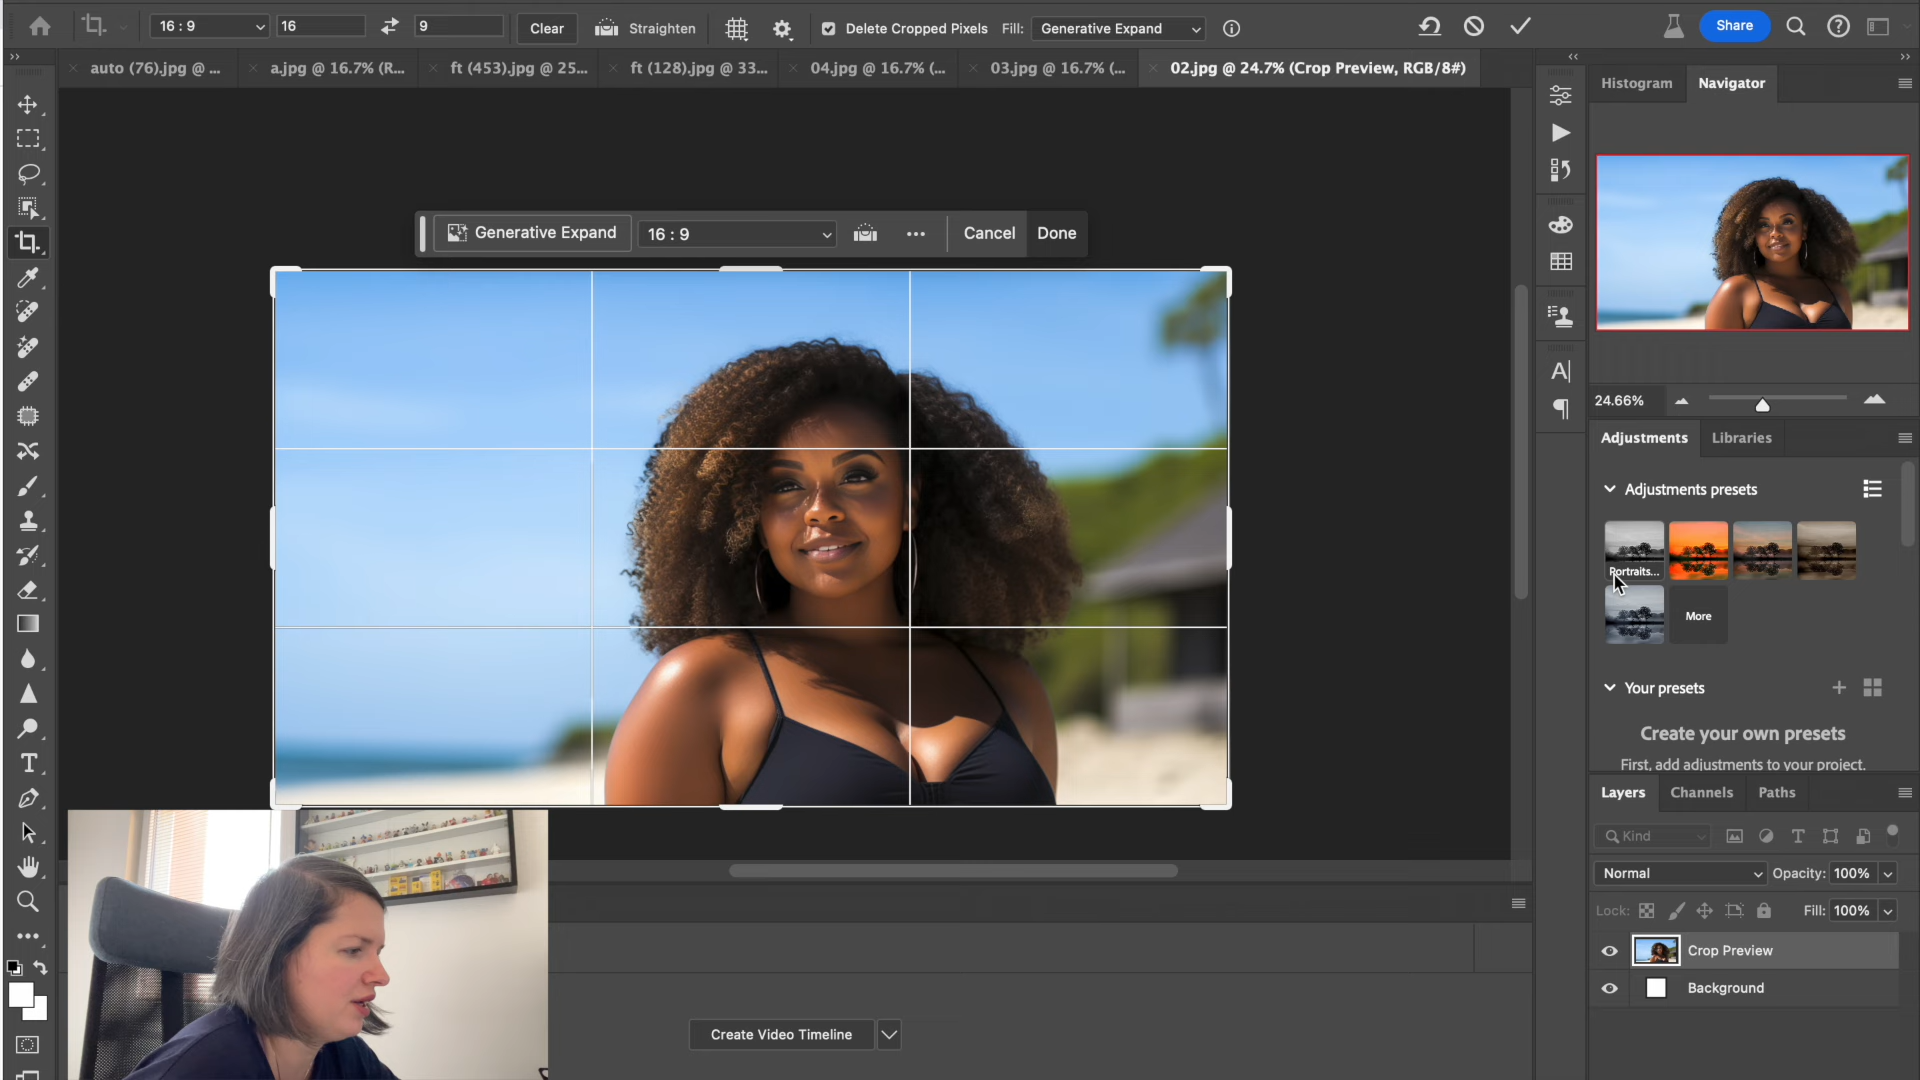 16 : 9 16 9 Clear Straighten Delete Cropped Pixels Fill: Generative Expand Share
auto (76).jpg @ ... a.jpg @ 16.7% (R... ft (453).jpg @ 25... ft (128).jpg @ 33... 04.jpg @ 16.7% (... 03.jpg @ 16.7% (... 02.jpg @ 24.7% (Crop Preview, RGB/8#)
Histogram Navigator
Generative Expand 16 : 9 Cancel Done
24.66%
Adjustments Libraries
Adjustments presets
Portraits...
More
Your presets
Create your own presets
First, add adjustments to your project.
Layers Channels Paths
Kind
Normal Opacity: 100%
Lock: Fill: 100%
Crop Preview
Background
Create Video Timeline